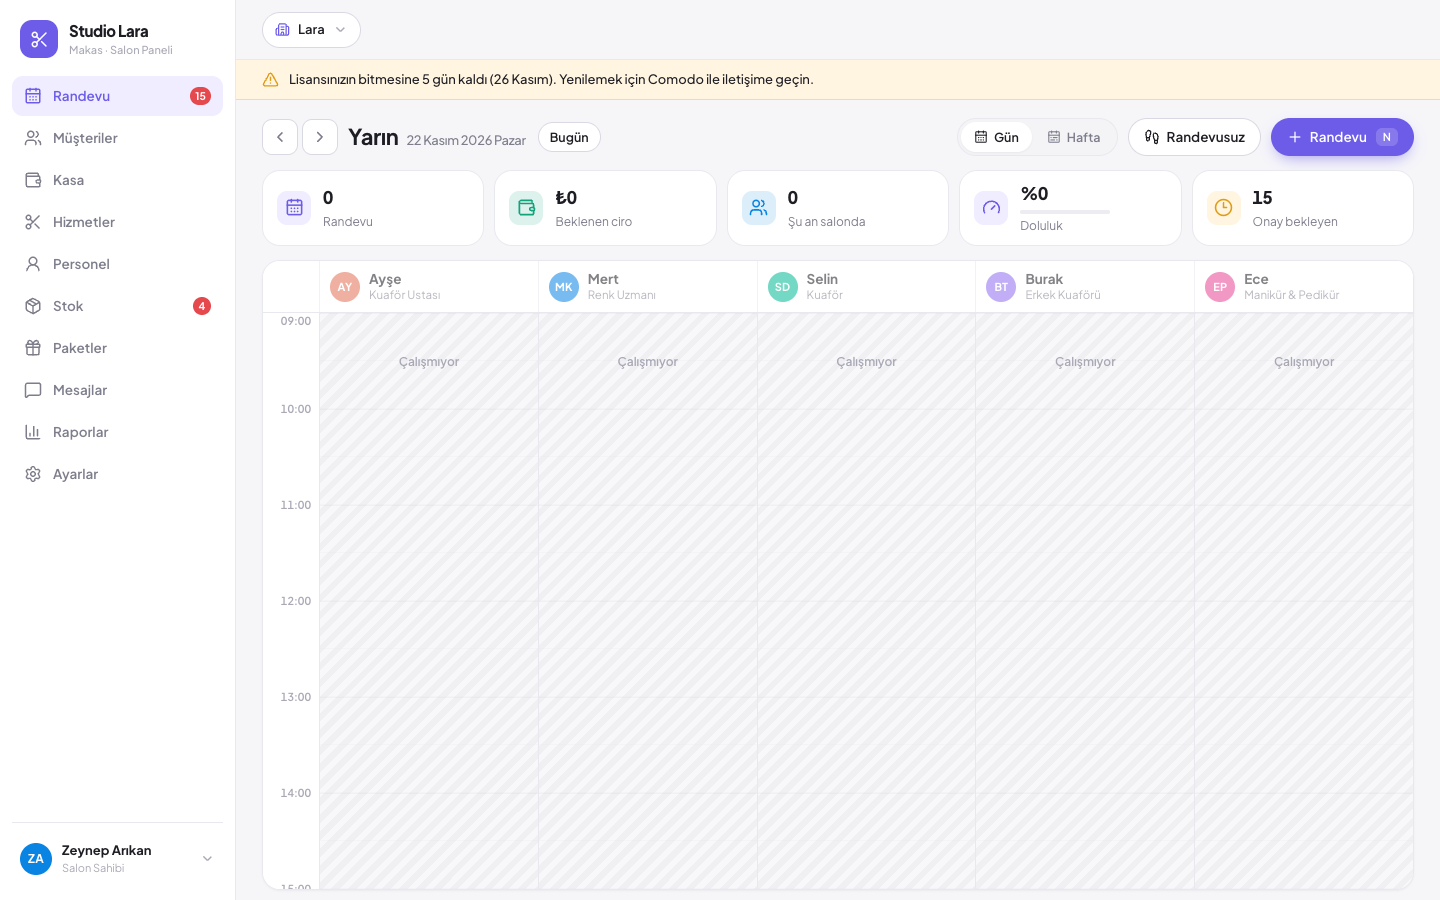 Studio Lara
Makas · Salon Paneli
Randevu 15
Müşteriler
Kasa
Hizmetler
Personel
Stok 4
Paketler
Mesajlar
Raporlar
Ayarlar
ZA Zeynep Arıkan
Salon Sahibi
Lara
Lisansınızın bitmesine 5 gün kaldı (26 Kasım). Yenilemek için Comodo ile iletişime geçin.
Yarın 22 Kasım 2026 Pazar Bugün
Gün Hafta Randevusuz Randevu N
0
Randevu
₺0
Beklenen ciro
0
Şu an salonda
%0
Doluluk
15
Onay bekleyen
AY Ayşe
Kuaför Ustası
MK Mert
Renk Uzmanı
SD Selin
Kuaför
BT Burak
Erkek Kuaförü
EP Ece
Manikür & Pedikür
09:00
Çalışmıyor Çalışmıyor Çalışmıyor Çalışmıyor Çalışmıyor
10:00
11:00
12:00
13:00
14:00
15:00